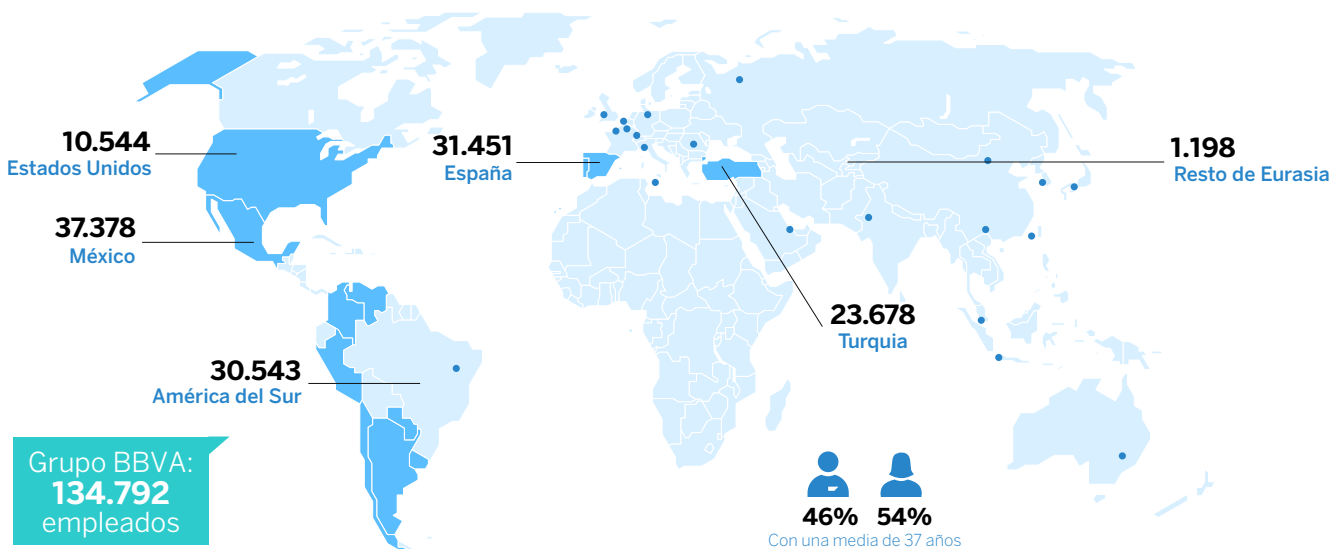 10.544
Estados Unidos
37.378
México
31.451
España
1.198
Resto de Eurasia
23.678
Turquia
30.543
América del Sur
Grupo BBVA:
134.792
empleados
46% 54%
Con una media de 37 años